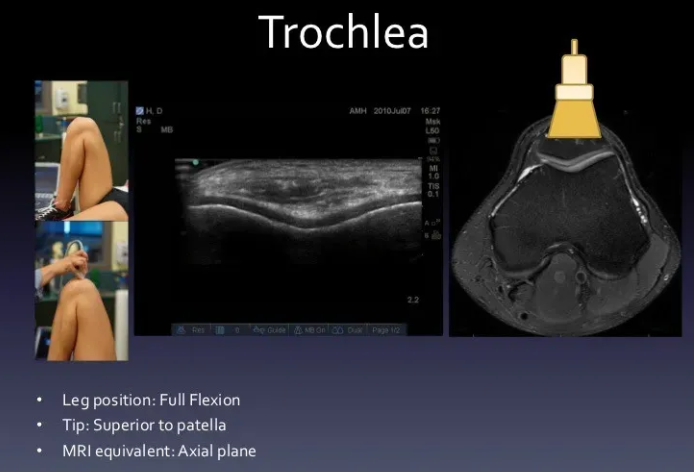 Trochlea
H, D
AMH 2010Jul07 16:27
Res
S MB
Msk
L50
MI
1.0
TIS
0.1
2.2
Res S Guide MB On Dual Page 1/2
• Leg position: Full Flexion
• Tip: Superior to patella
• MRI equivalent: Axial plane